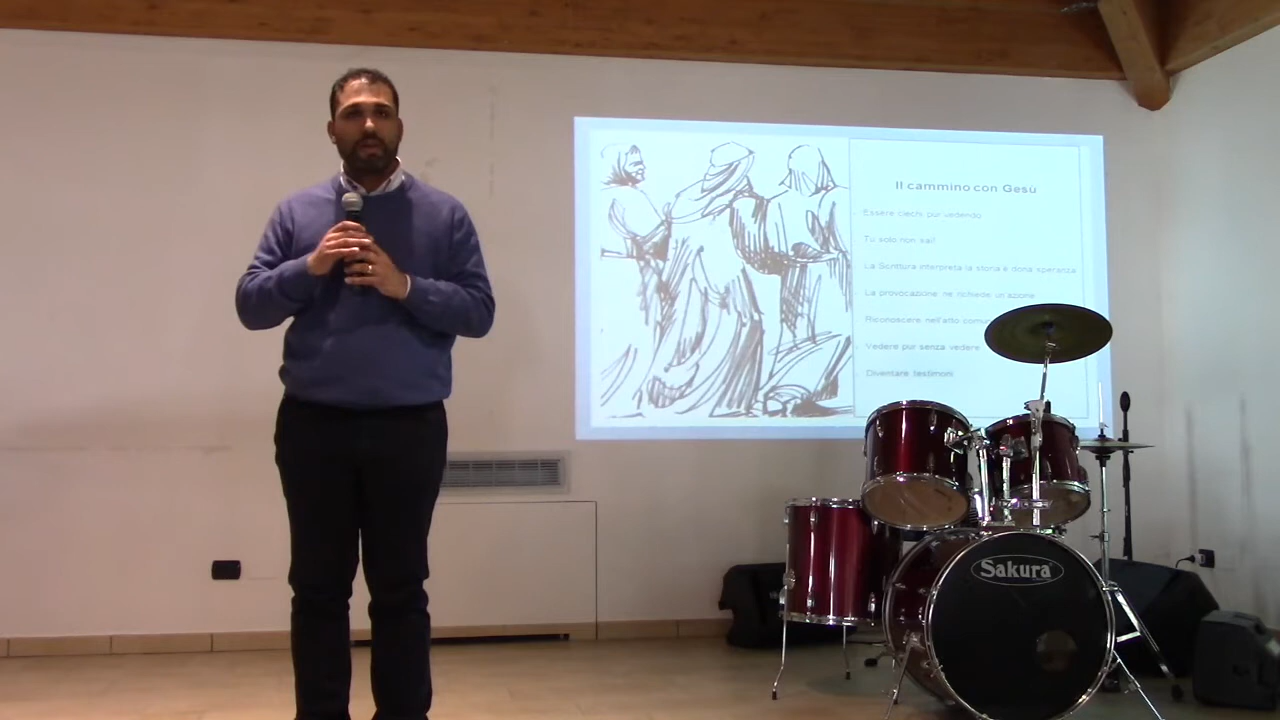 Il cammino con Gesù
Essere ciechi pur vedendo
Tu solo non sai!
La Scrittura interpreta la storia e dona speranza
La provocazione ne richiede un'azione
Riconoscere nell'atto
Vedere pur senza vedere
Diventare testimoni
Sakura